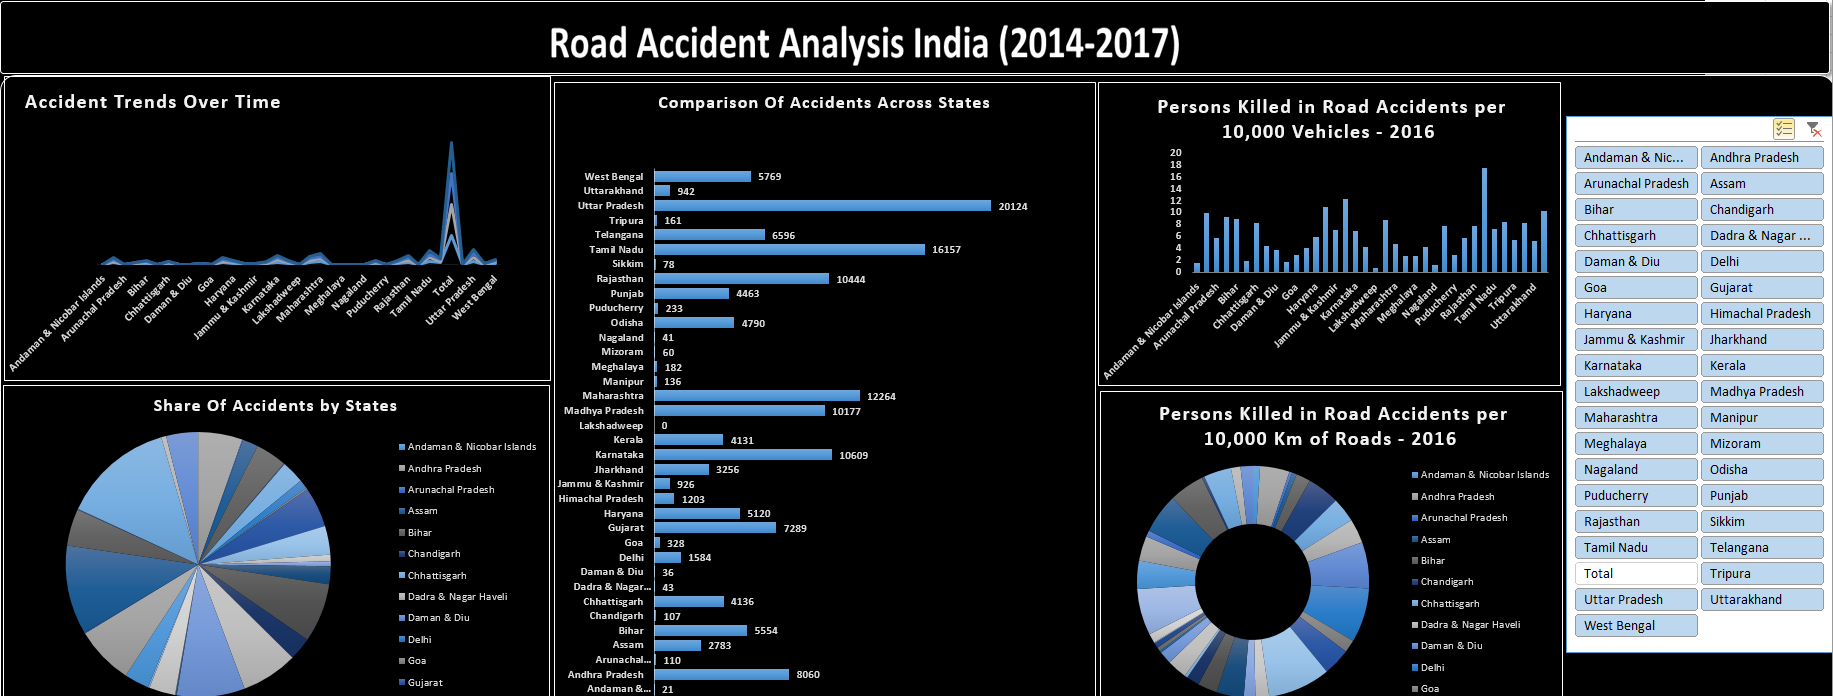 Road Accident Analysis India (2014-2017)
Accident Trends Over Time
Andaman & Nicobar Islands
Arunachal Pradesh
Bihar
Chhattisgarh
Daman & Diu
Goa
Haryana
Jammu & Kashmir
Karnataka
Lakshadweep
Maharashtra
Meghalaya
Nagaland
Puducherry
Rajasthan
Tamil Nadu
Total
Uttar Pradesh
West Bengal
Share Of Accidents by States
Andaman & Nicobar Islands
Andhra Pradesh
Arunachal Pradesh
Assam
Bihar
Chandigarh
Chhattisgarh
Dadra & Nagar Haveli
Daman & Diu
Delhi
Goa
Gujarat
Comparison Of Accidents Across States
West Bengal 5769
Uttarakhand 942
Uttar Pradesh 20124
Tripura 161
Telangana 6596
Tamil Nadu 16157
Sikkim 78
Rajasthan 10444
Punjab 4463
Puducherry 233
Odisha 4790
Nagaland 41
Mizoram 60
Meghalaya 182
Manipur 136
Maharashtra 12264
Madhya Pradesh 10177
Lakshadweep 0
Kerala 4131
Karnataka 10609
Jharkhand 3256
Jammu & Kashmir 926
Himachal Pradesh 1203
Haryana 5120
Gujarat 7289
Goa 328
Delhi 1584
Daman & Diu 36
Dadra & Nagar... 43
Chhattisgarh 4136
Chandigarh 107
Bihar 5554
Assam 2783
Arunachal... 110
Andhra Pradesh 8060
Andaman &... 21
Persons Killed in Road Accidents per
10,000 Vehicles - 2016
20
18
16
14
12
10
8
6
4
2
0
Andaman & Nicobar Islands
Arunachal Pradesh
Bihar
Chhattisgarh
Daman & Diu
Goa
Haryana
Jammu & Kashmir
Karnataka
Lakshadweep
Maharashtra
Meghalaya
Nagaland
Puducherry
Rajasthan
Tamil Nadu
Tripura
Uttarakhand
Persons Killed in Road Accidents per
10,000 Km of Roads - 2016
Andaman & Nicobar Islands
Andhra Pradesh
Arunachal Pradesh
Assam
Bihar
Chandigarh
Chhattisgarh
Dadra & Nagar Haveli
Daman & Diu
Delhi
Goa
Andaman & Nic... Andhra Pradesh
Arunachal Pradesh Assam
Bihar Chandigarh
Chhattisgarh Dadra & Nagar ...
Daman & Diu Delhi
Goa Gujarat
Haryana Himachal Pradesh
Jammu & Kashmir Jharkhand
Karnataka Kerala
Lakshadweep Madhya Pradesh
Maharashtra Manipur
Meghalaya Mizoram
Nagaland Odisha
Puducherry Punjab
Rajasthan Sikkim
Tamil Nadu Telangana
Total Tripura
Uttar Pradesh Uttarakhand
West Bengal